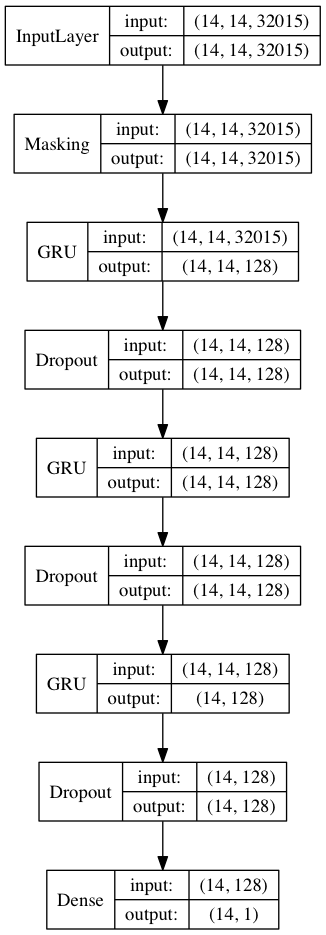 InputLayer
input: (14, 14, 32015)
output: (14, 14, 32015)
Masking
input: (14, 14, 32015)
output: (14, 14, 32015)
GRU
input: (14, 14, 32015)
output: (14, 14, 128)
Dropout
input: (14, 14, 128)
output: (14, 14, 128)
GRU
input: (14, 14, 128)
output: (14, 14, 128)
Dropout
input: (14, 14, 128)
output: (14, 14, 128)
GRU
input: (14, 14, 128)
output: (14, 128)
Dropout
input: (14, 128)
output: (14, 128)
Dense
input: (14, 128)
output: (14, 1)